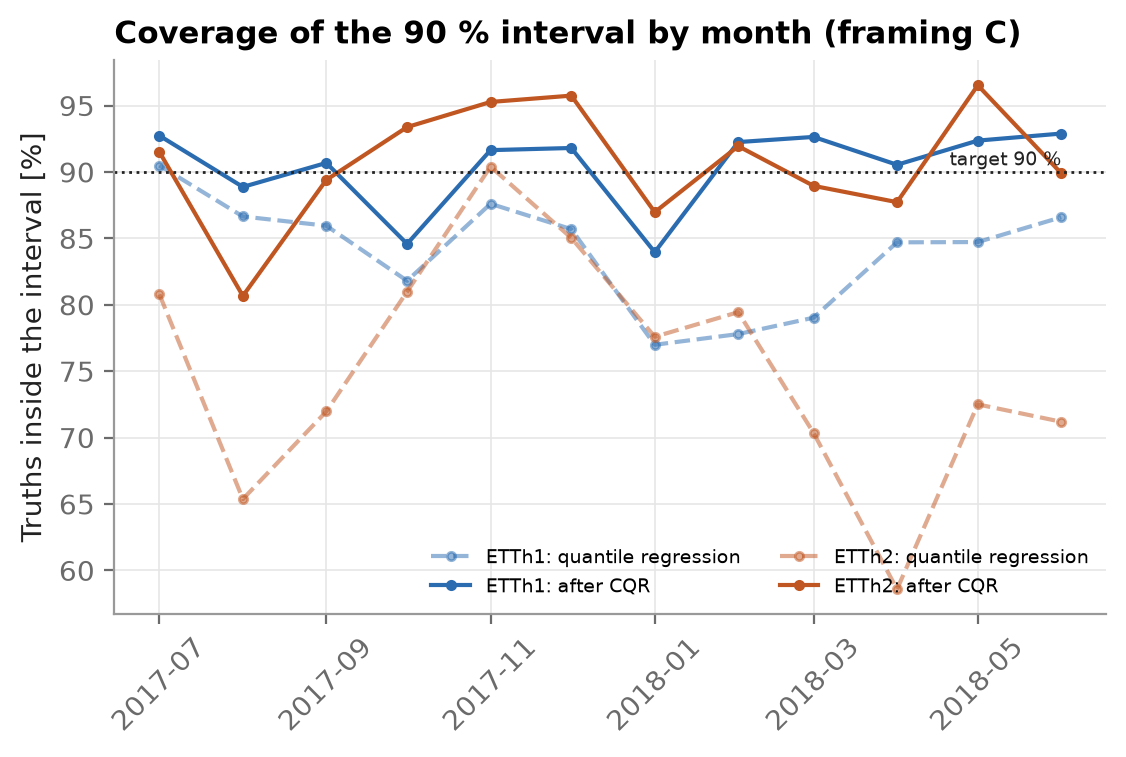 Coverage of the 90 % interval by month (framing C)
Truths inside the interval [%]
95
90
85
80
75
70
65
60
target 90 %
ETTh1: quantile regression
ETTh1: after CQR
ETTh2: quantile regression
ETTh2: after CQR
2017-07
2017-09
2017-11
2018-01
2018-03
2018-05